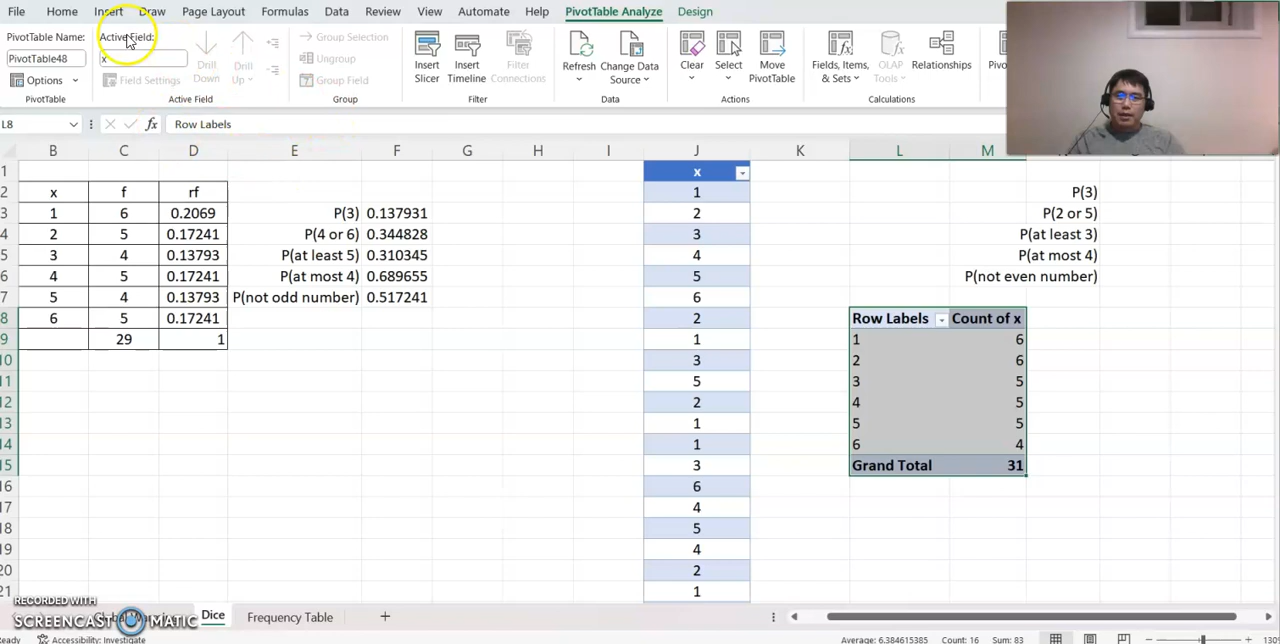 File Insert Draw Page Layout Formulas Data Review View Automate Help PivotTable Analyze Design
Home
PivotTable Name: Active Field:
PivotTable48 x
Options Field Settings
Drill Down Drill Up
Group Selection
Ungroup
Group Field
Insert Slicer Insert Timeline Filter Connections
Refresh Change Data Source
Clear Select Move PivotTable
Fields, Items, & Sets OLAP Tools Relationships
PivotTable Active Field Group Filter Data Actions Calculations
L8 fx Row Labels
B C D E F G H I J K L M
1 x
2 x f rf 1 P(3)
3 1 6 0.2069 P(3) 0.137931 2 P(2 or 5)
4 2 5 0.17241 P(4 or 6) 0.344828 3 P(at least 3)
5 3 4 0.13793 P(at least 5) 0.310345 4 P(at most 4)
6 4 5 0.17241 P(at most 4) 0.689655 5 P(not even number)
7 5 4 0.13793 P(not odd number) 0.517241 6
8 6 5 0.17241 2 Row Labels Count of x
9 29 1 1 1 6
10 3 2 6
11 5 3 5
12 2 4 5
13 1 5 5
14 1 6 4
15 3 Grand Total 31
16 6
17 4
18 5
19 4
20 2
21 1
RECORDED WITH
SCREENCAST MATIC
Dice Frequency Table +
Ready Accessibility: Investigate Average: 6.384615385 Count: 16 Sum: 83 130